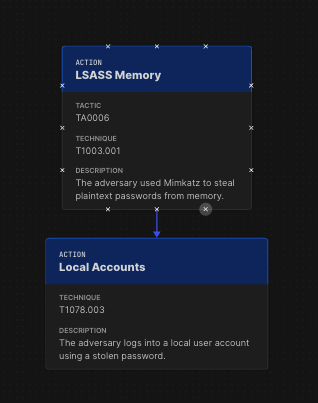 ACTION
LSASS Memory
TACTIC
TA0006
TECHNIQUE
T1003.001
DESCRIPTION
The adversary used Mimkatz to steal
plaintext passwords from memory.
ACTION
Local Accounts
TECHNIQUE
T1078.003
DESCRIPTION
The adversary logs into a local user account
using a stolen password.